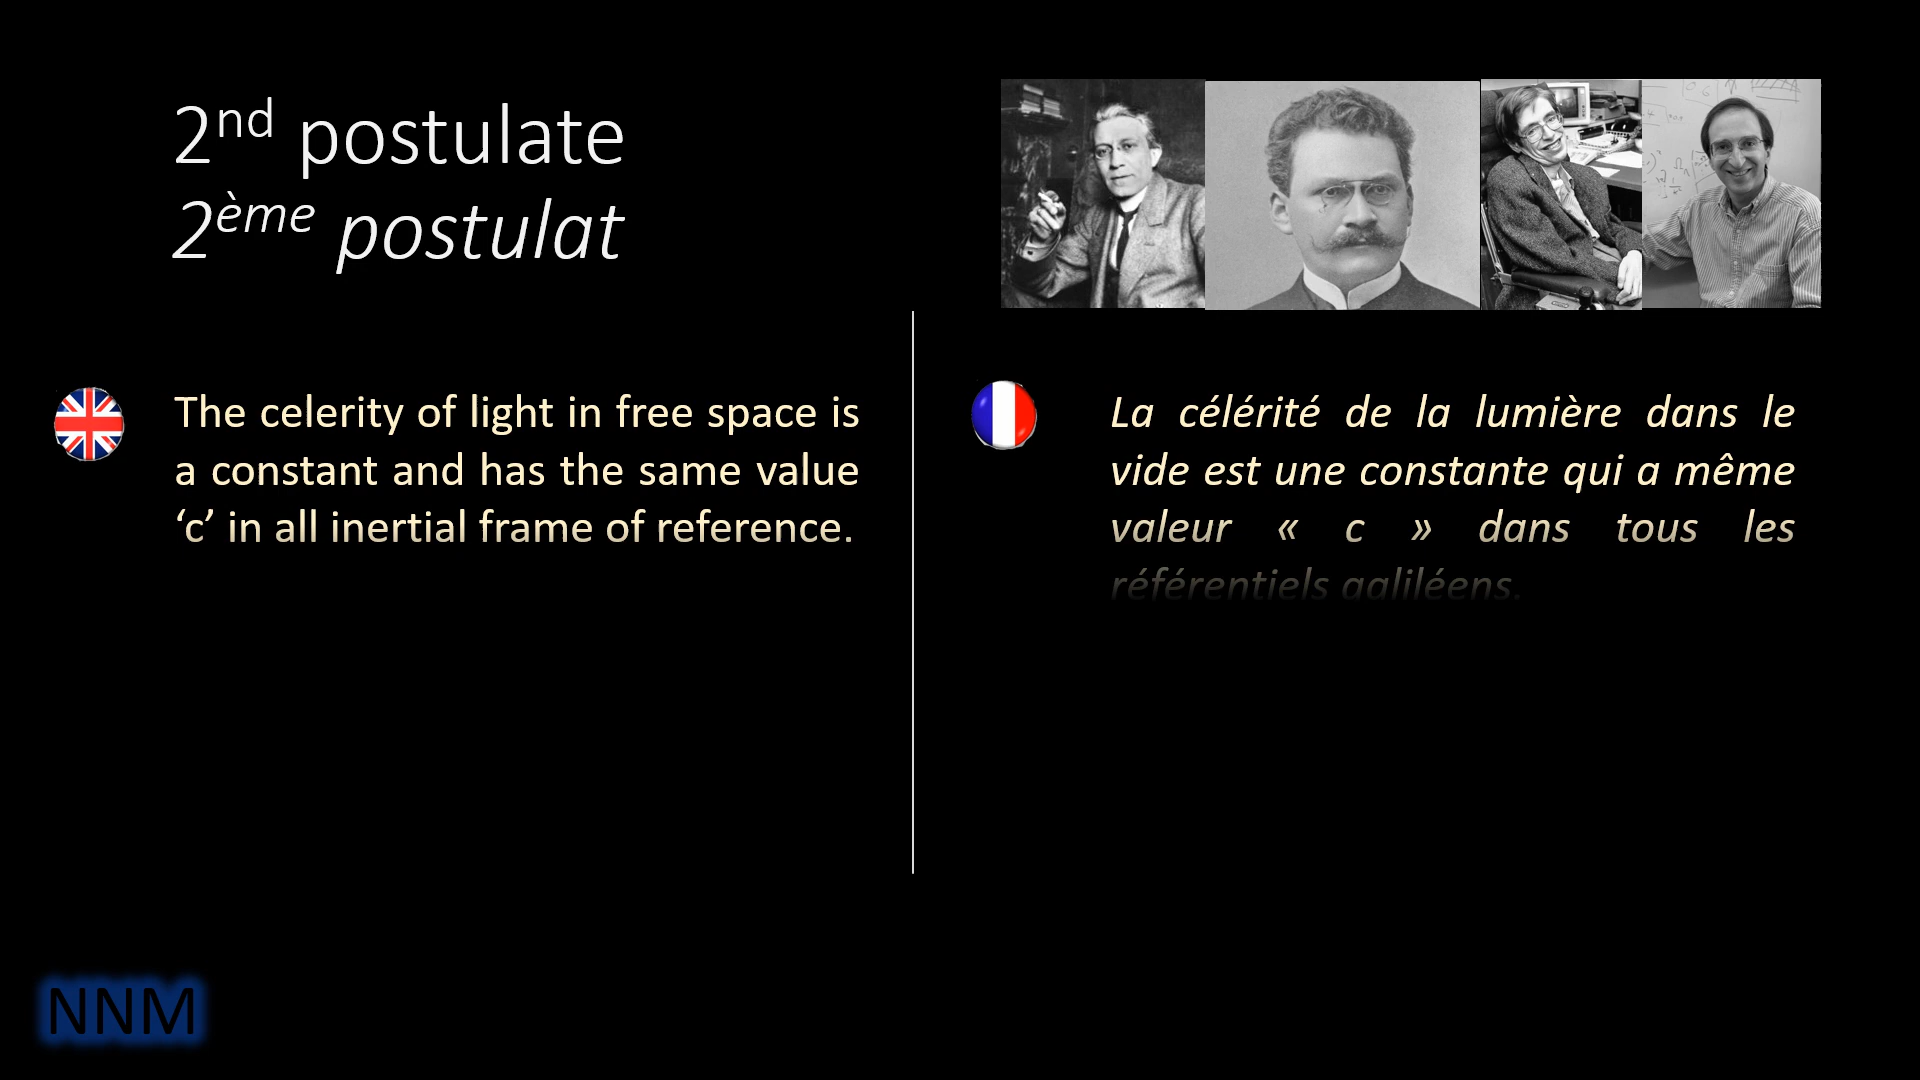 2nd postulate
2ème postulat
The celerity of light in free space is
a constant and has the same value
‘c’ in all inertial frame of reference.
La célérité de la lumière dans le
vide est une constante qui a même
valeur « c » dans tous les
référentiels galiléens.
NNM